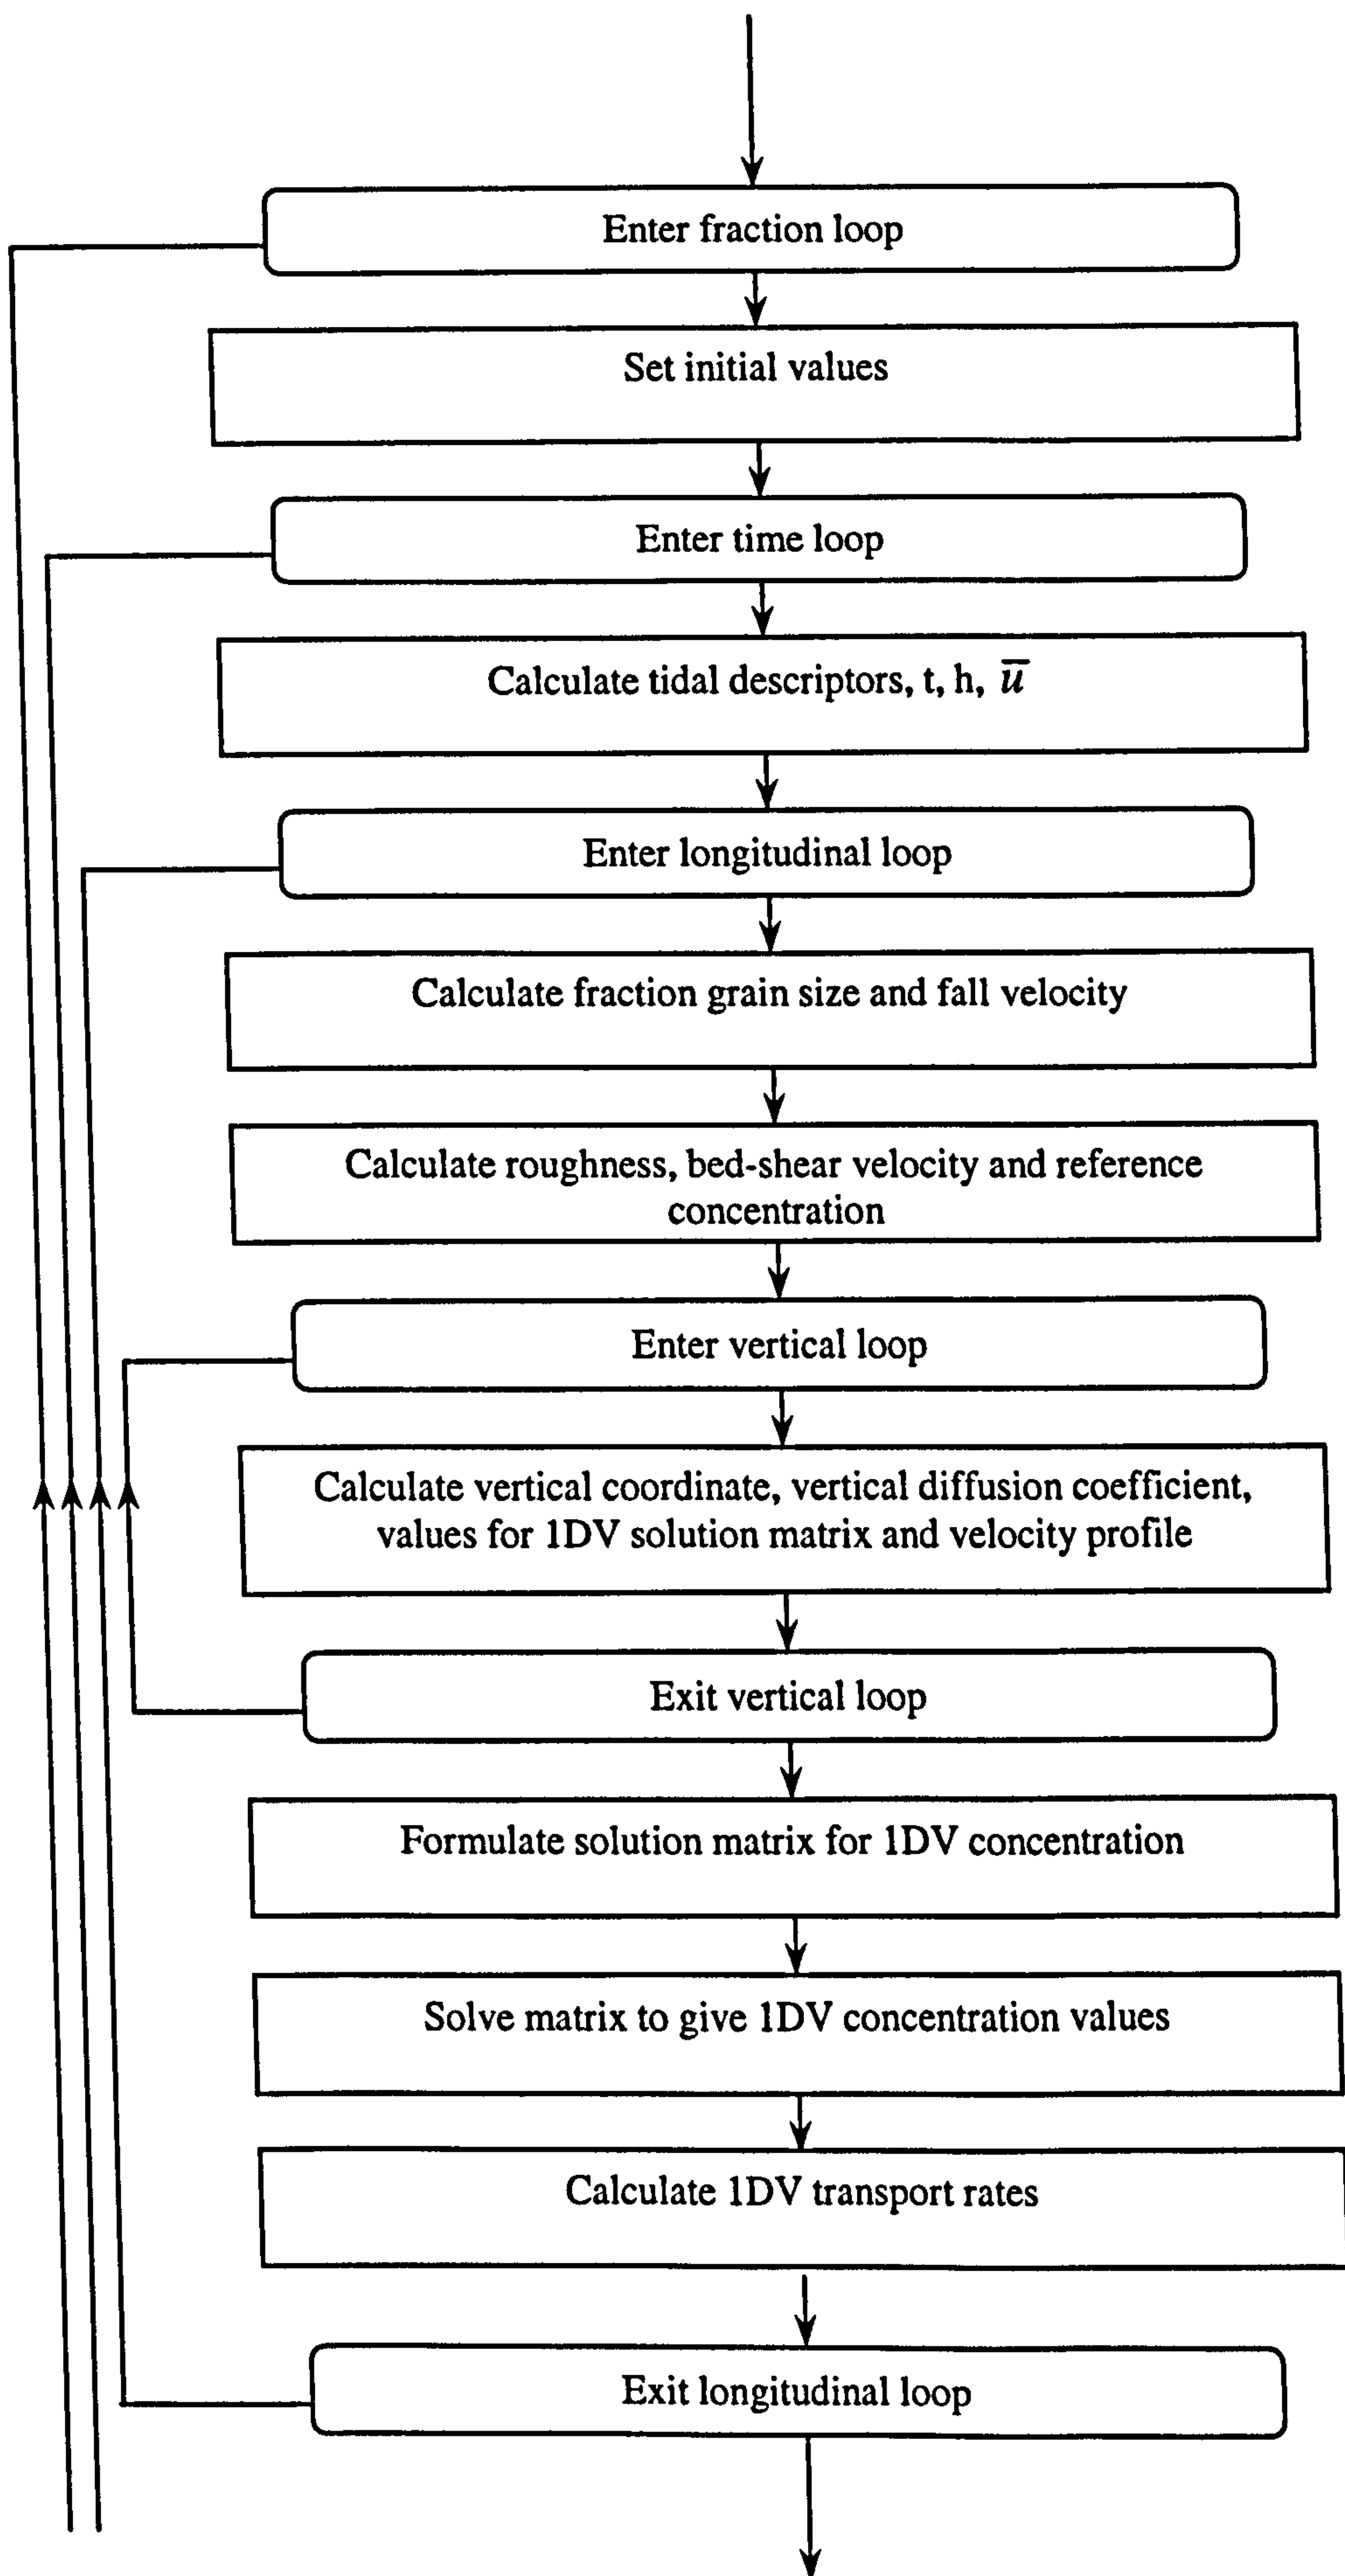 Enter fraction loop
Set initial values
Enter time loop
Calculate tidal descriptors, t, h, u̅
Enter longitudinal loop
Calculate fraction grain size and fall velocity
Calculate roughness, bed-shear velocity and reference
concentration
Enter vertical loop
Calculate vertical coordinate, vertical diffusion coefficient,
values for 1DV solution matrix and velocity profile
Exit vertical loop
Formulate solution matrix for 1DV concentration
Solve matrix to give 1DV concentration values
Calculate 1DV transport rates
Exit longitudinal loop